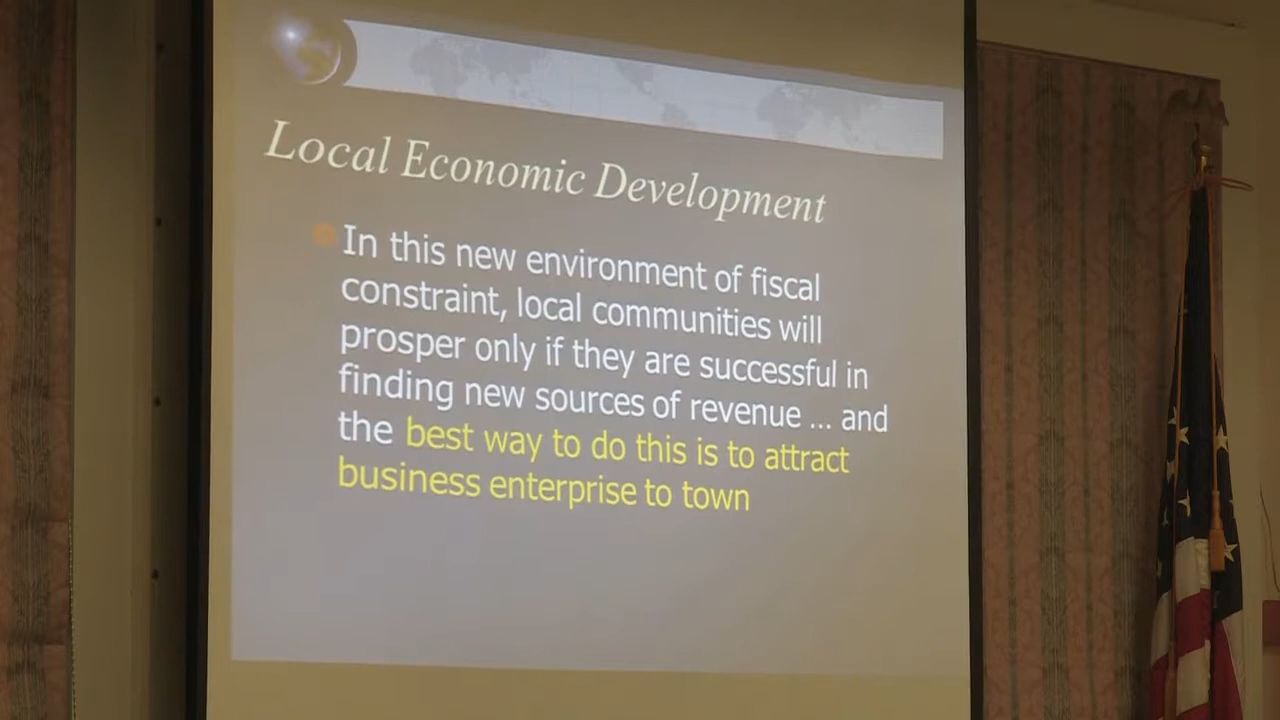 Local Economic Development
In this new environment of fiscal
constraint, local communities will
prosper only if they are successful in
finding new sources of revenue ... and
the best way to do this is to attract
business enterprise to town